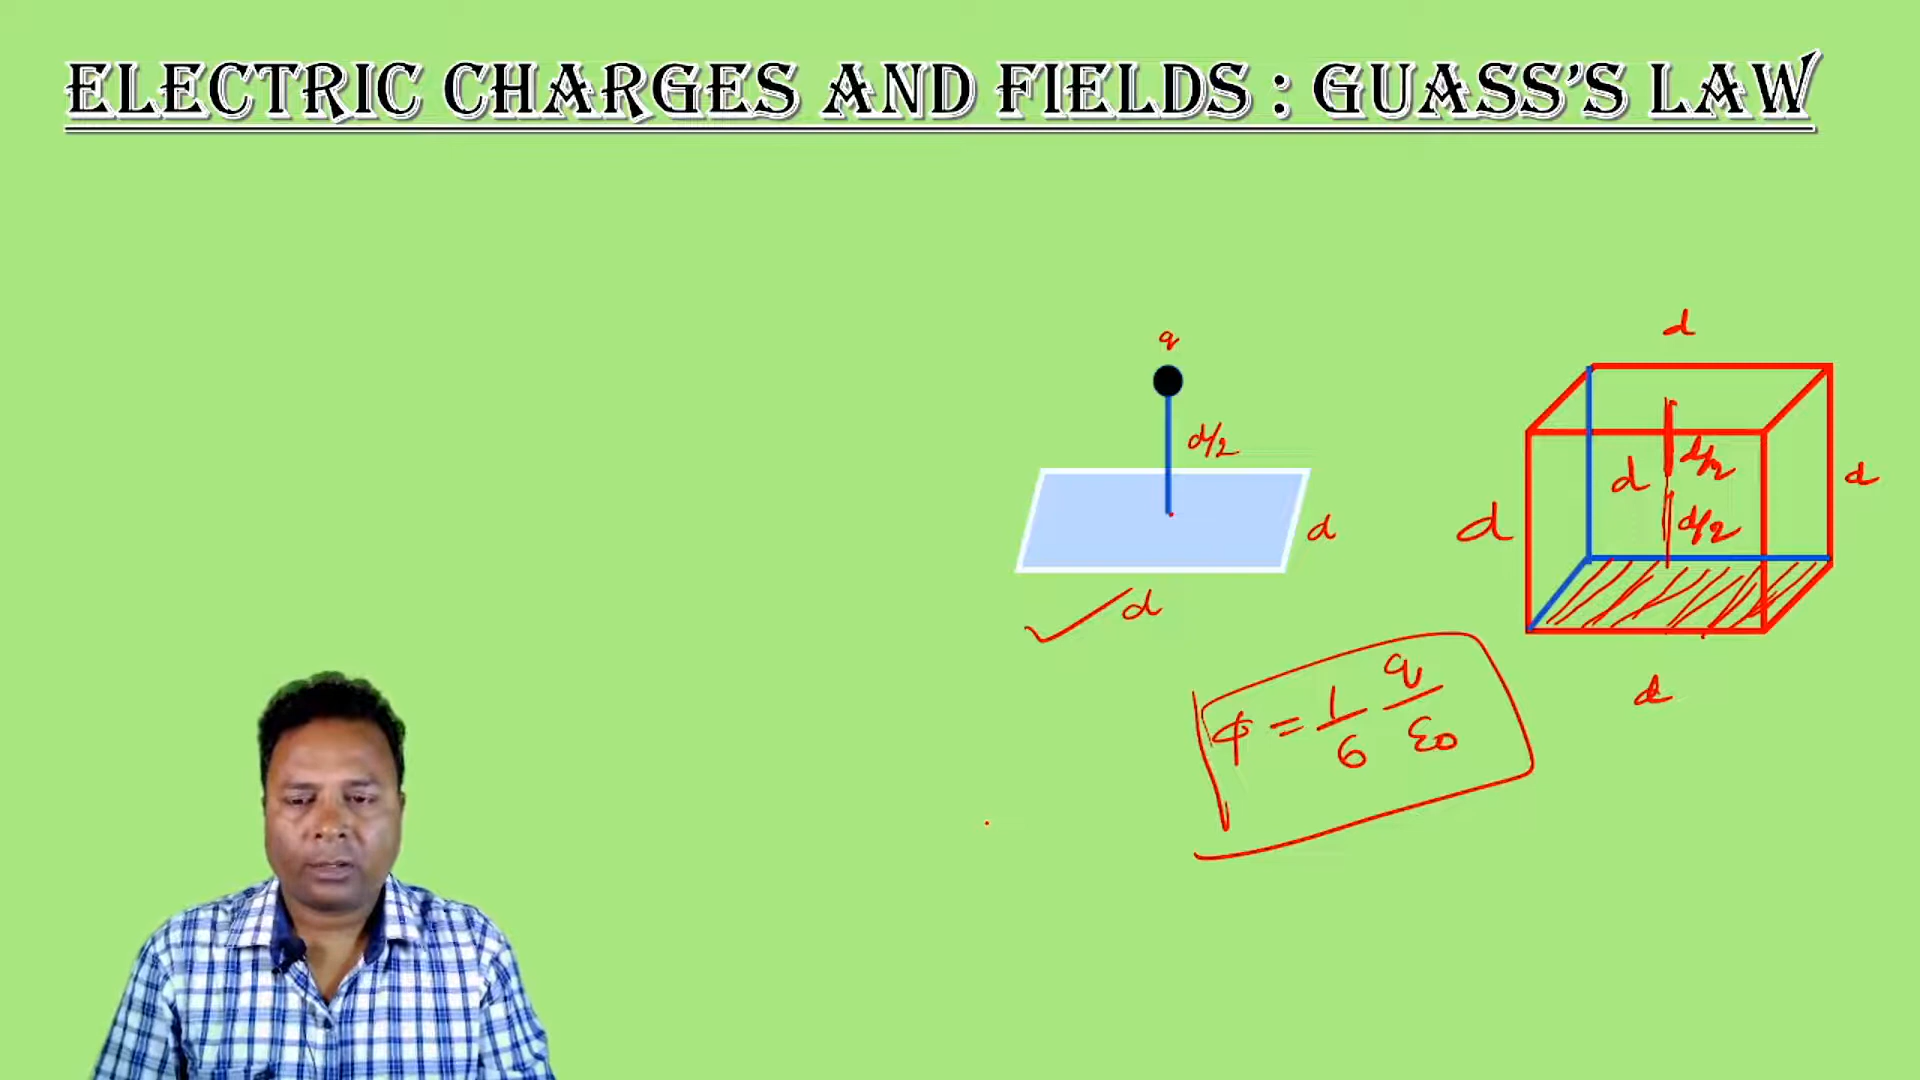 ELECTRIC CHARGES AND FIELDS : GUASS'S LAW
d
q
d/2
d/2
d
d
d
d/2
d
d
d
ϕ = 1/6 q/ε0